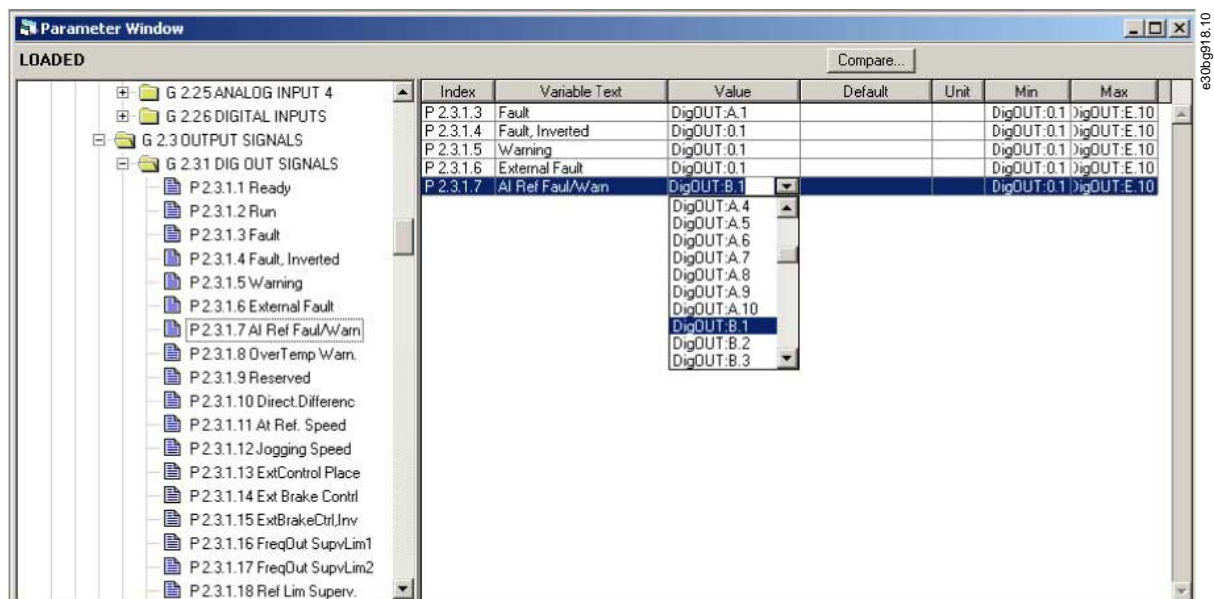 Parameter Window
LOADED
Compare...
G 2.25 ANALOG INPUT 4
G 2.26 DIGITAL INPUTS
G 2.3 OUTPUT SIGNALS
G 2.31 DIG OUT SIGNALS
P 2.3.1.1 Ready
P 2.3.1.2 Run
P 2.3.1.3 Fault
P 2.3.1.4 Fault, Inverted
P 2.3.1.5 Warning
P 2.3.1.6 External Fault
P 2.3.1.7 AI Ref Faul/Warn
P 2.3.1.8 OverTemp Warn.
P 2.3.1.9 Reserved
P 2.3.1.10 Direct.Differenc
P 2.3.1.11 At Ref. Speed
P 2.3.1.12 Jogging Speed
P 2.3.1.13 ExtControl Place
P 2.3.1.14 Ext Brake Contrl
P 2.3.1.15 ExtBrakeCtrl,Inv
P 2.3.1.16 FreqOut SupvLim1
P 2.3.1.17 FreqOut SupvLim2
P 2.3.1.18 Ref Lim Superv.
Index Variable Text Value Default Unit Min Max
P 2.3.1.3 Fault DigOUT:A.1 DigOUT:0.1 DigOUT:E.10
P 2.3.1.4 Fault, Inverted DigOUT:0.1 DigOUT:0.1 DigOUT:E.10
P 2.3.1.5 Warning DigOUT:0.1 DigOUT:0.1 DigOUT:E.10
P 2.3.1.6 External Fault DigOUT:0.1 DigOUT:0.1 DigOUT:E.10
P 2.3.1.7 AI Ref Faul/Warn DigOUT:B.1 DigOUT:0.1 DigOUT:E.10
DigOUT:A.4
DigOUT:A.5
DigOUT:A.6
DigOUT:A.7
DigOUT:A.8
DigOUT:A.9
DigOUT:A.10
DigOUT:B.1
DigOUT:B.2
DigOUT:B.3
e30bg918.10